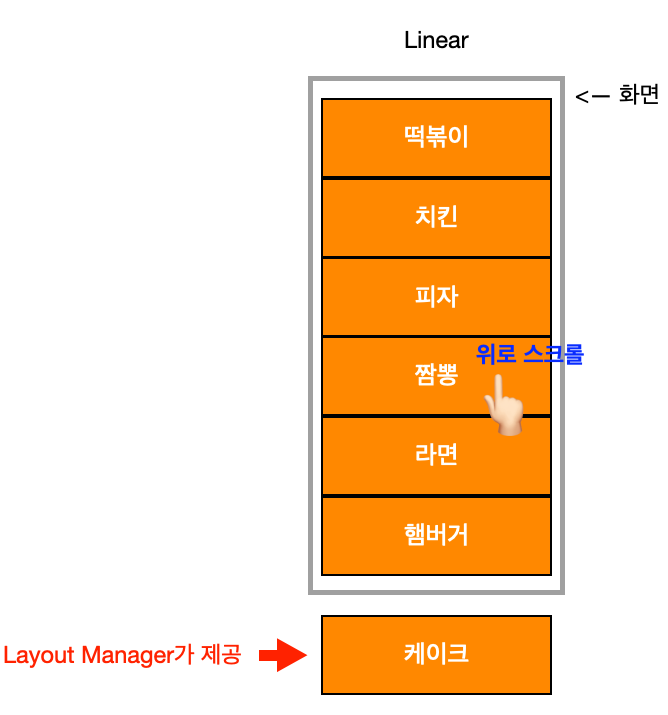 Linear
<— 화면
떡볶이
치킨
피자
위로 스크롤
짬뽕
라면
햄버거
Layout Manager가 제공
케이크